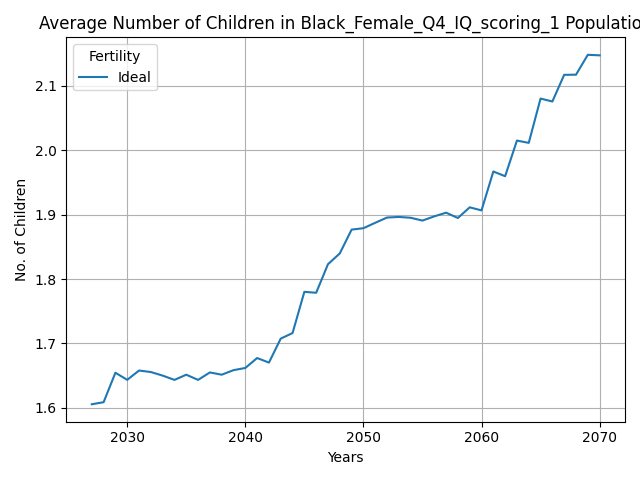 Average Number of Children in Black_Female_Q4_IQ_scoring_1 Populatio
Fertility
Ideal
No. of Children
2.1
2.0
1.9
1.8
1.7
1.6
2030 2040 2050 2060 2070
Years